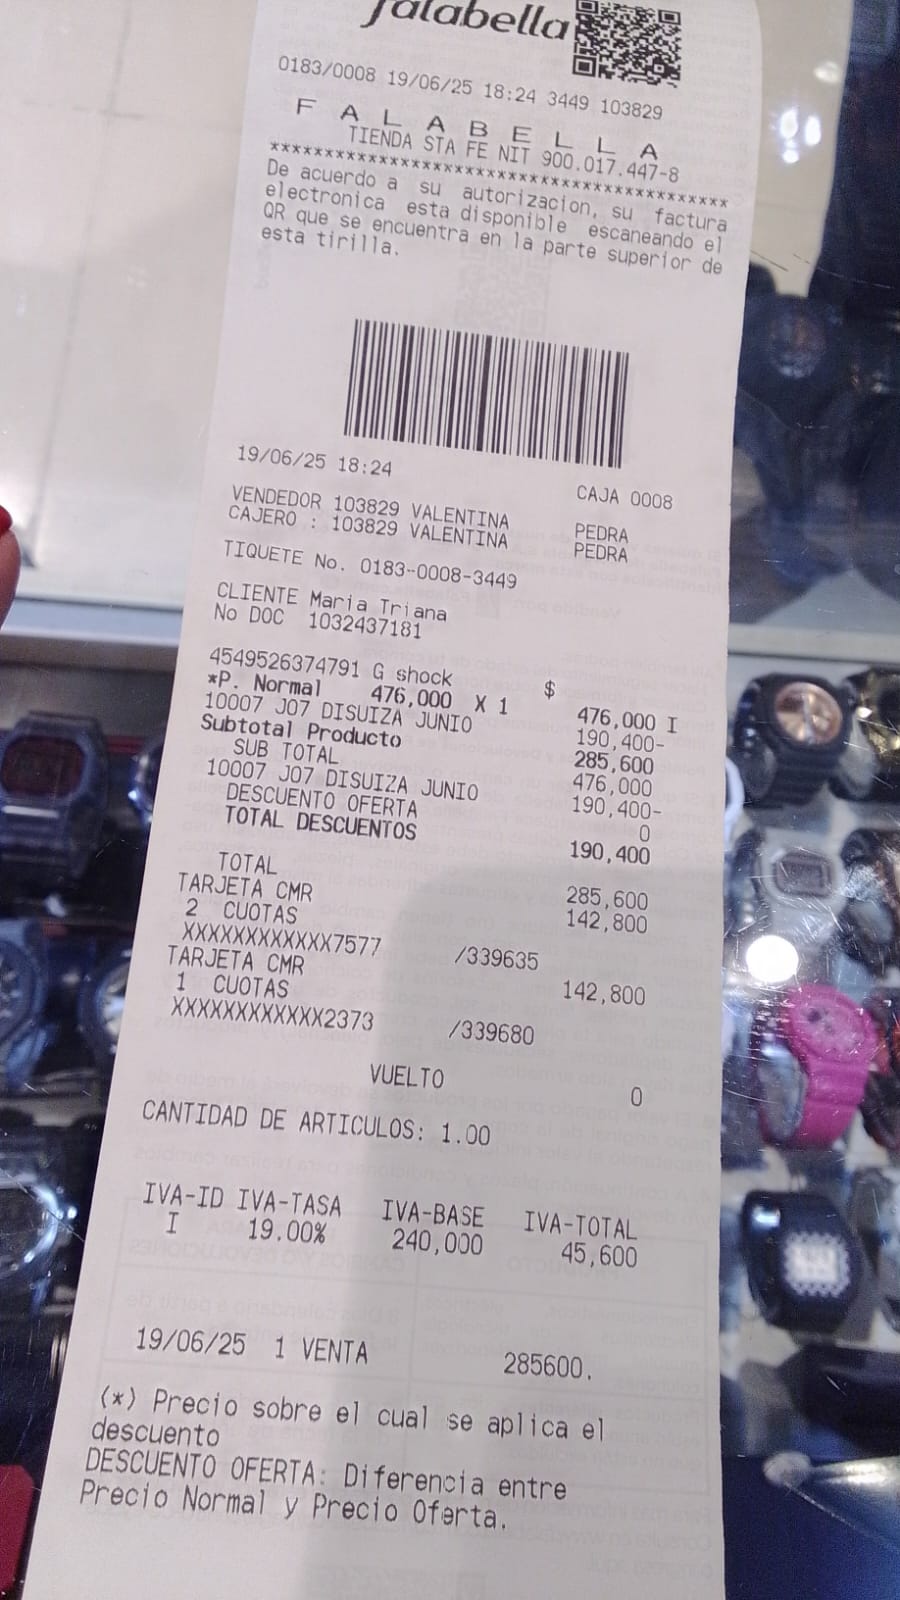 falabella
0183/0008 19/06/25 18:24 3449 103829
F A L A B E L L A
TIENDA STA FE NIT 900.017.447-8
******************************************
De acuerdo a su autorizacion, su factura
electronica esta disponible escaneando el
QR que se encuentra en la parte superior de
esta tirilla.
19/06/25 18:24 CAJA 0008
VENDEDOR 103829 VALENTINA PEDRA
CAJERO : 103829 VALENTINA PEDRA
TIQUETE No. 0183-0008-3449
CLIENTE Maria Triana
No DOC 1032437181
4549526374791 G shock $ 476,000 I
*P. Normal 476,000 X 1
10007 J07 DISUIZA JUNIO 190,400-
Subtotal Producto 285,600
SUB TOTAL 476,000
10007 J07 DISUIZA JUNIO 190,400-
DESCUENTO OFERTA 0
TOTAL DESCUENTOS 190,400
TOTAL 285,600
TARJETA CMR 142,800
2 CUOTAS
XXXXXXXXXXXX7577 /339635
TARJETA CMR 142,800
1 CUOTAS
XXXXXXXXXXXX2373 /339680
VUELTO 0
CANTIDAD DE ARTICULOS: 1.00
IVA-ID IVA-TASA IVA-BASE IVA-TOTAL
I 19.00% 240,000 45,600
19/06/25 1 VENTA 285600.
(*) Precio sobre el cual se aplica el
descuento
DESCUENTO OFERTA: Diferencia entre
Precio Normal y Precio Oferta.